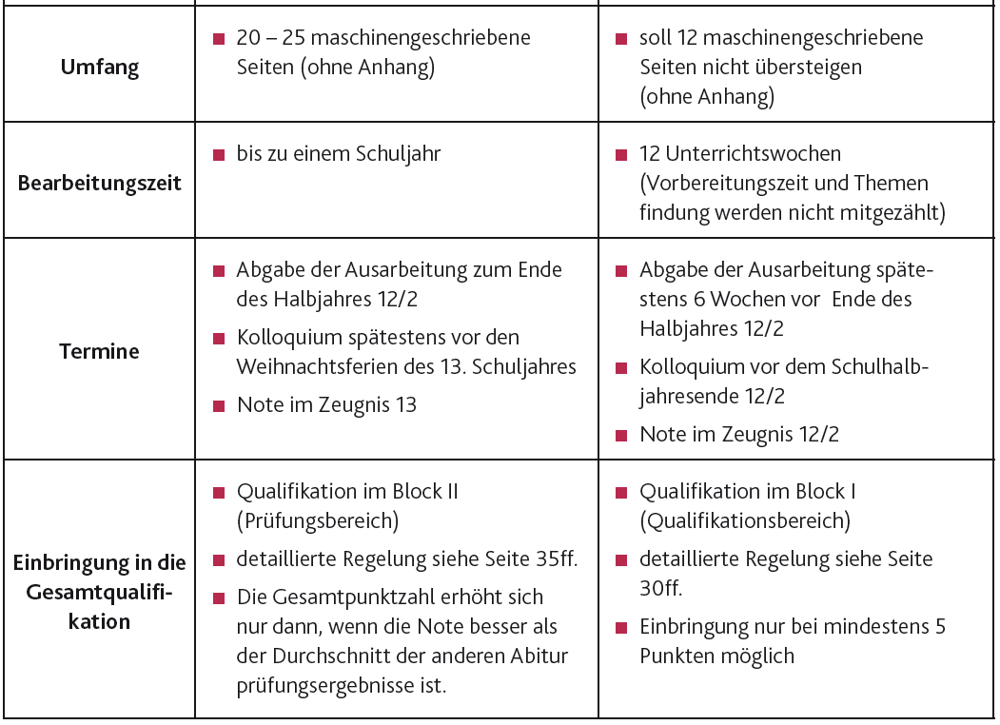 Umfang
20 – 25 maschinengeschriebene
Seiten (ohne Anhang)
soll 12 maschinengeschriebene
Seiten nicht übersteigen
(ohne Anhang)
Bearbeitungszeit
bis zu einem Schuljahr
12 Unterrichtswochen
(Vorbereitungszeit und Themen
findung werden nicht mitgezählt)
Termine
Abgabe der Ausarbeitung zum Ende
des Halbjahres 12/2
Kolloquium spätestens vor den
Weihnachtsferien des 13. Schuljahres
Note im Zeugnis 13
Abgabe der Ausarbeitung späte-
stens 6 Wochen vor Ende des
Halbjahres 12/2
Kolloquium vor dem Schulhalb-
jahresende 12/2
Note im Zeugnis 12/2
Einbringung in die
Gesamtqualifi-
kation
Qualifikation im Block II
(Prüfungsbereich)
detaillierte Regelung siehe Seite 35ff.
Die Gesamtpunktzahl erhöht sich
nur dann, wenn die Note besser als
der Durchschnitt der anderen Abitur
prüfungsergebnisse ist.
Qualifikation im Block I
(Qualifikationsbereich)
detaillierte Regelung siehe Seite
30ff.
Einbringung nur bei mindestens 5
Punkten möglich